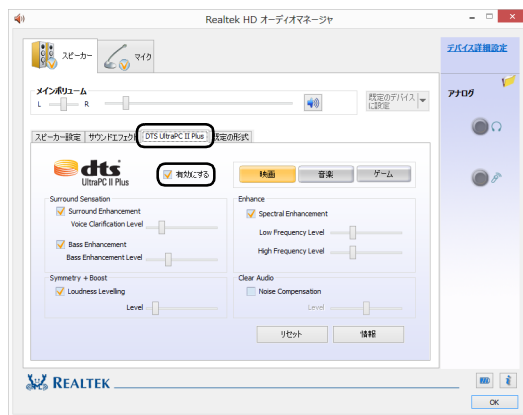 Realtek HD オーディオマネージャ
スピーカー
マイク
デバイス詳細設定
メインボリューム
L R
既定のデバイス
に設定
アナログ
スピーカー設定 サウンドエフェクト DTS UltraPC II Plus 既定の形式
dts
UltraPC II Plus
有効にする
映画 音楽 ゲーム
Surround Sensation
Surround Enhancement
Voice Clarification Level
Bass Enhancement
Bass Enhancement Level
Enhance
Spectral Enhancement
Low Frequency Level
High Frequency Level
Symmetry + Boost
Loudness Levelling
Level
Clear Audio
Noise Compensation
Level
リセット 情報
REALTEK
OK